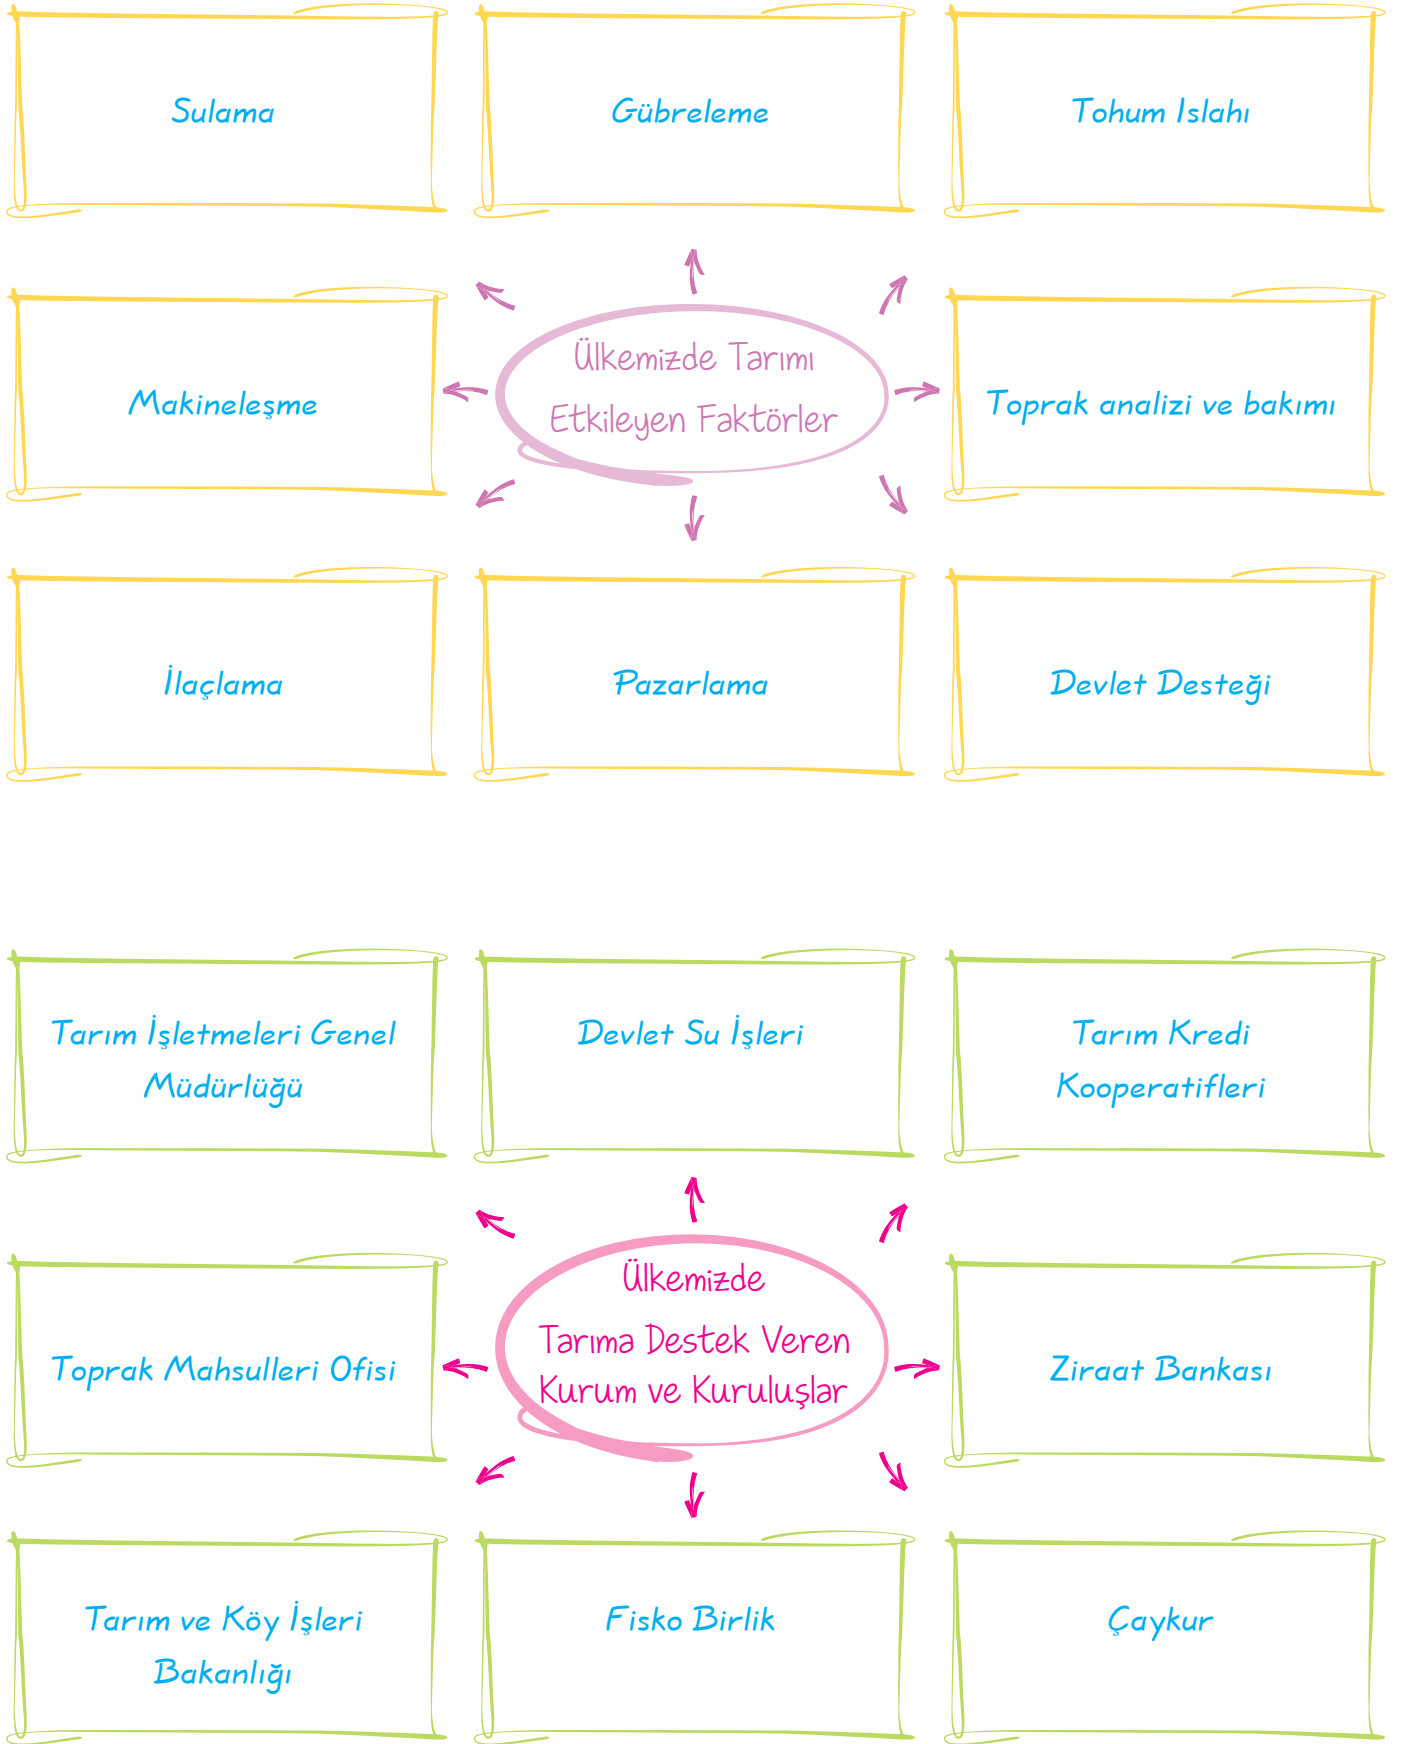 Sulama
Gübreleme
Tohum Islahı
Makineleşme
Ülkemizde Tarımı
Etkileyen Faktörler
Toprak analizi ve bakımı
İlaçlama
Pazarlama
Devlet Desteği
Tarım İşletmeleri Genel
Müdürlüğü
Devlet Su İşleri
Tarım Kredi
Kooperatifleri
Toprak Mahsulleri Ofisi
Ülkemizde
Tarıma Destek Veren
Kurum ve Kuruluşlar
Ziraat Bankası
Tarım ve Köy İşleri
Bakanlığı
Fisko Birlik
Çaykur